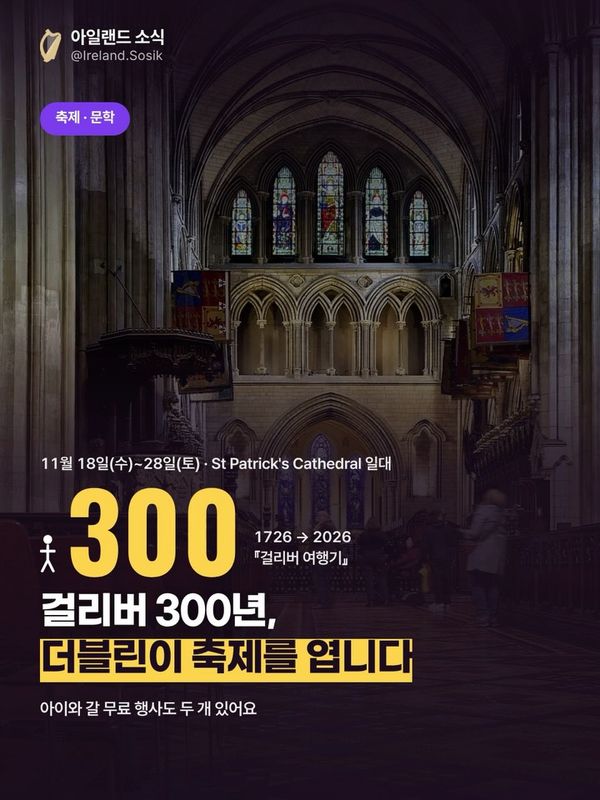 아일랜드 소식
@Ireland.Sosik
축제 · 문학
11월 18일(수)~28일(토) · St Patrick's Cathedral 일대
300
1726 → 2026
『걸리버 여행기』
걸리버 300년,
더블린이 축제를 엽니다
아이와 갈 무료 행사도 두 개 있어요